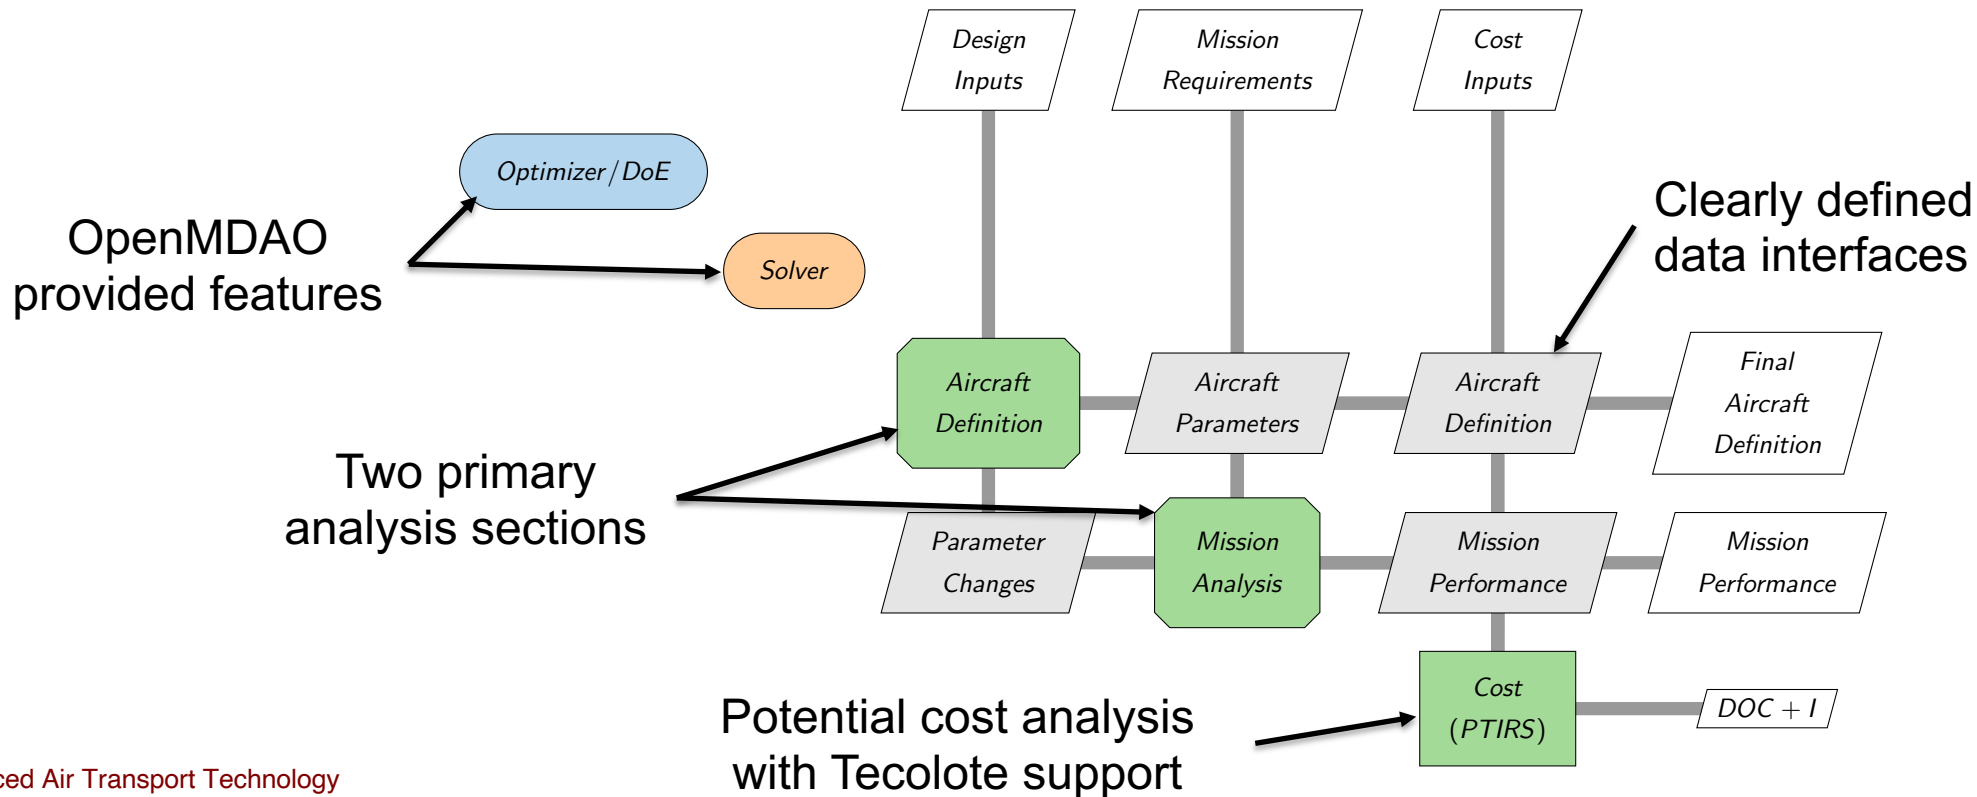 Design
Inputs
Mission
Requirements
Cost
Inputs
Optimizer/DoE
OpenMDAO
provided features
Solver
Clearly defined
data interfaces
Aircraft
Definition
Aircraft
Parameters
Aircraft
Definition
Final
Aircraft
Definition
Two primary
analysis sections
Parameter
Changes
Mission
Analysis
Mission
Performance
Mission
Performance
Cost
(PTIRS)
DOC + I
Potential cost analysis
with Tecolote support
ced Air Transport Technology